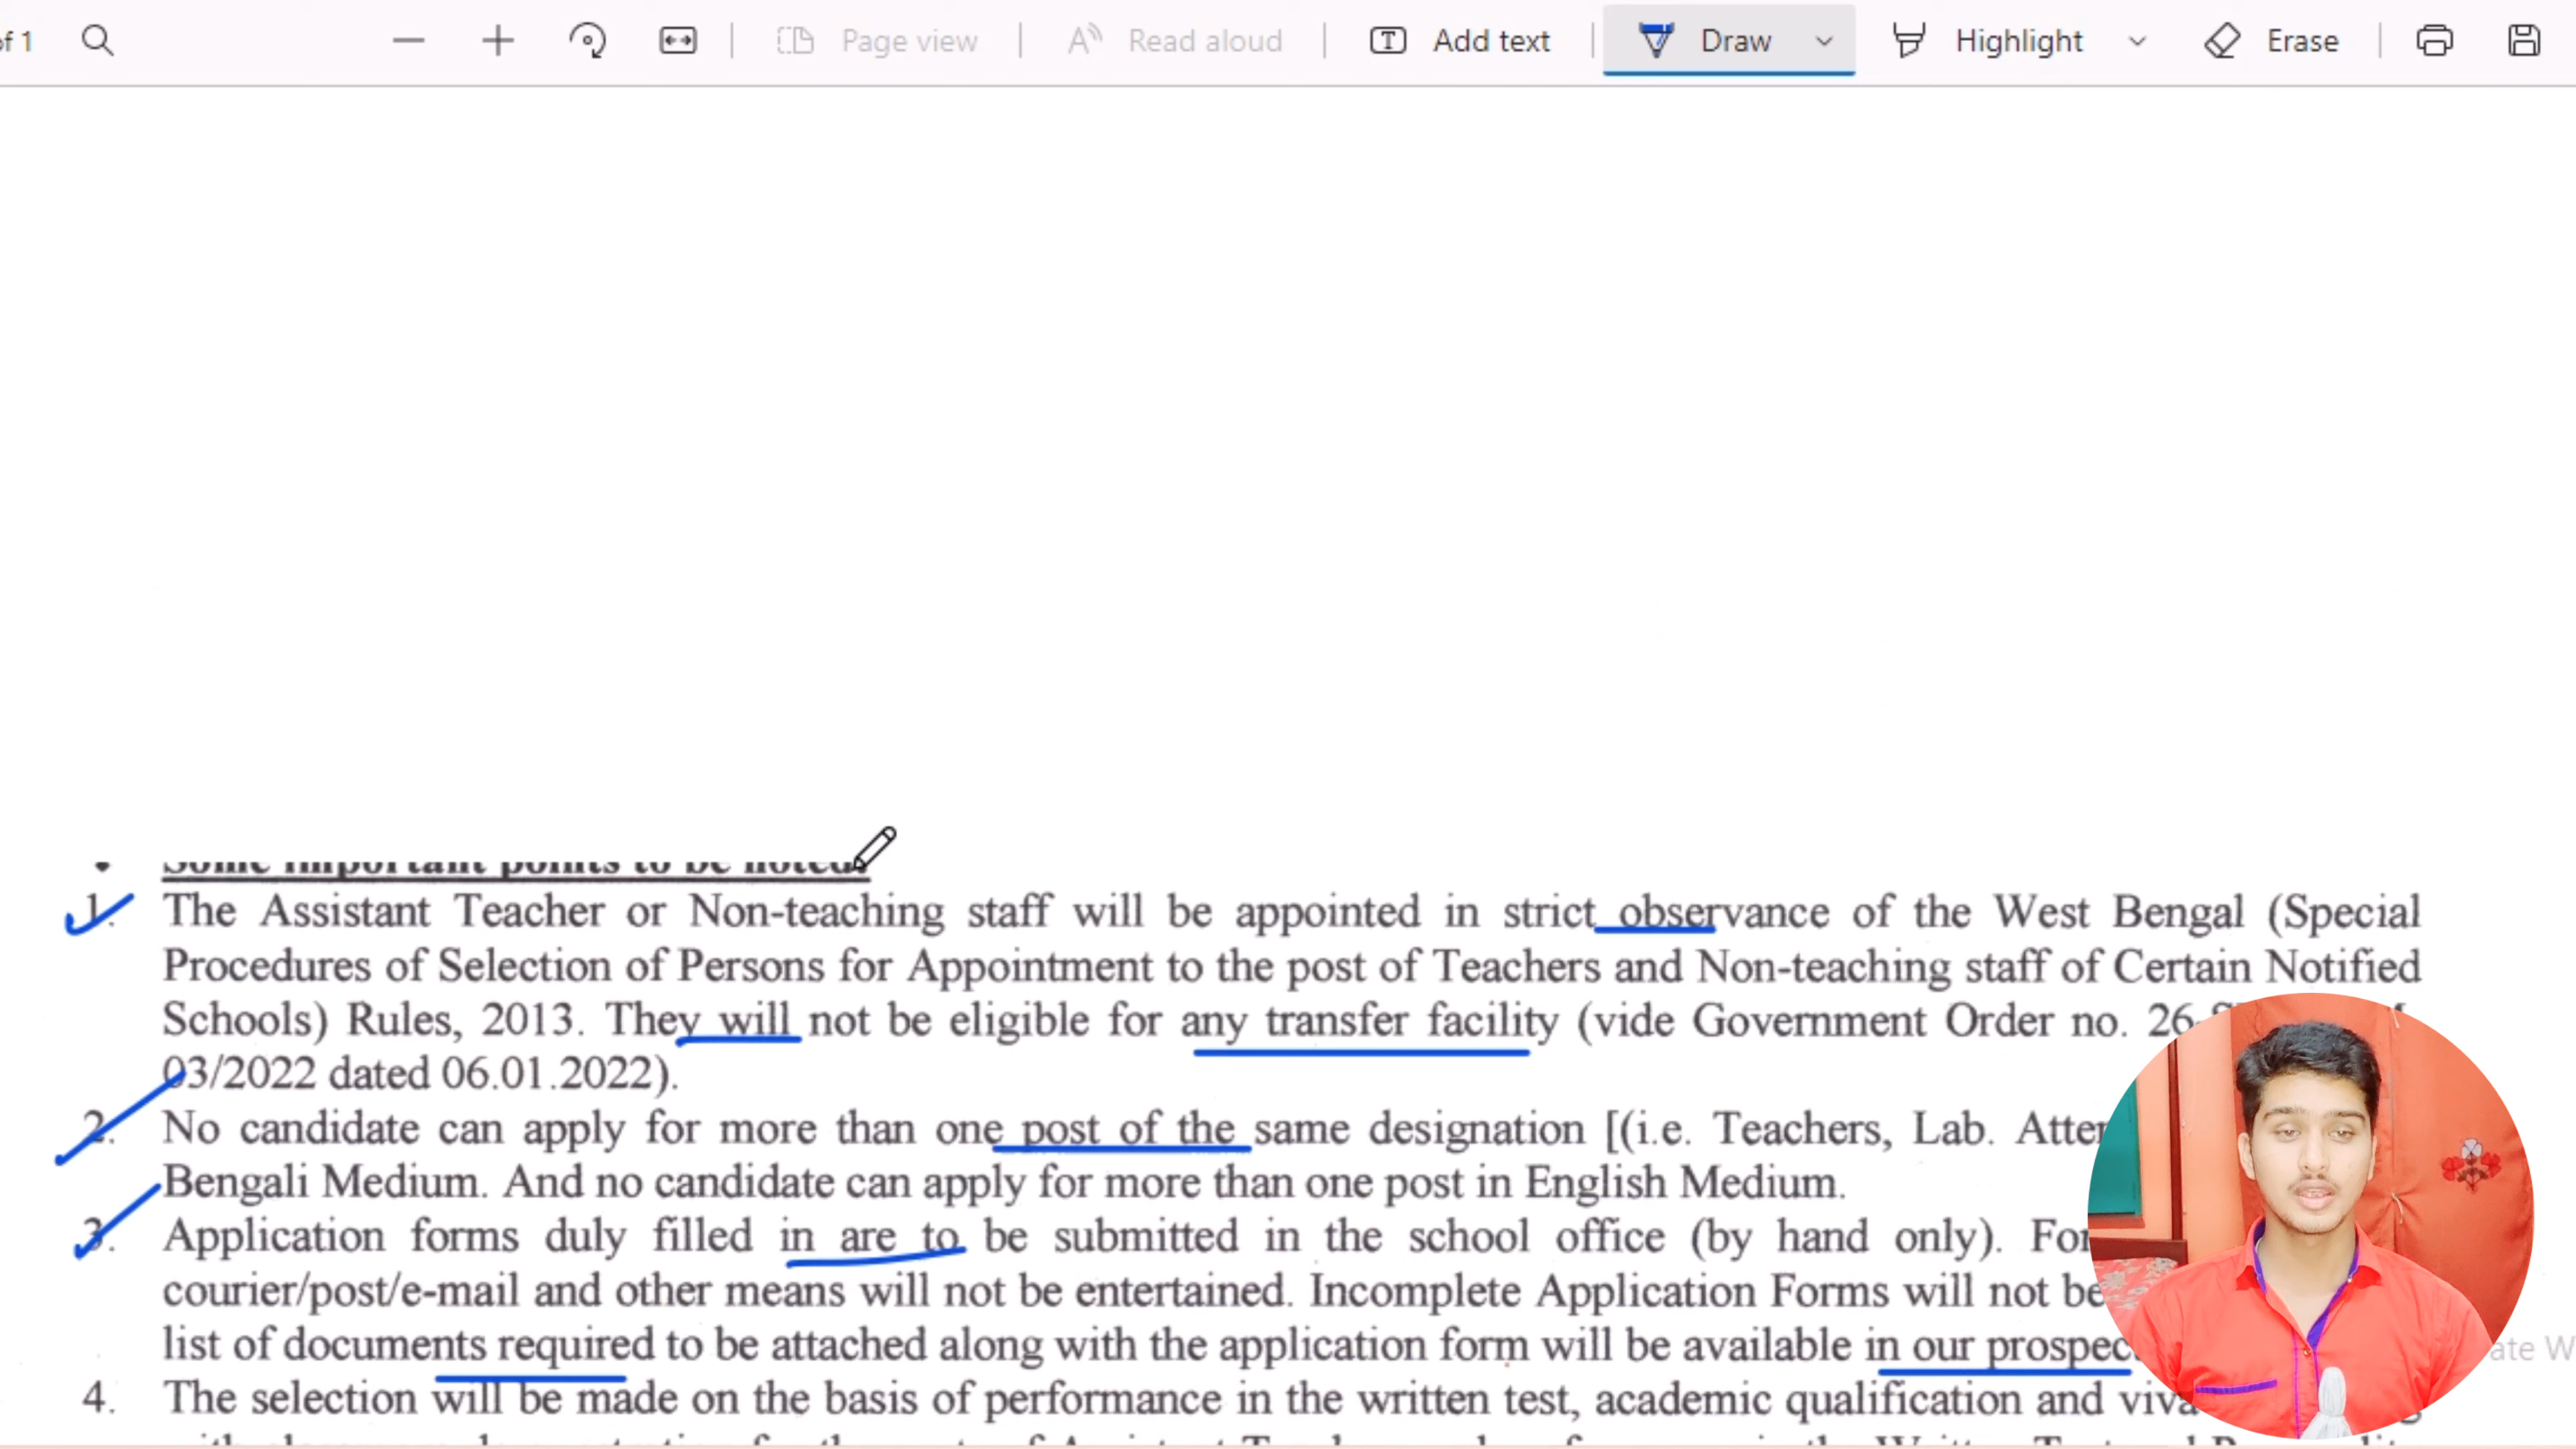 of 1 Page view Read aloud Add text Draw Highlight Erase
Some important points to be noted
1. The Assistant Teacher or Non-teaching staff will be appointed in strict observance of the West Bengal (Special
Procedures of Selection of Persons for Appointment to the post of Teachers and Non-teaching staff of Certain Notified
Schools) Rules, 2013. They will not be eligible for any transfer facility (vide Government Order no. 26-
03/2022 dated 06.01.2022).
2. No candidate can apply for more than one post of the same designation [(i.e. Teachers, Lab.
Bengali Medium. And no candidate can apply for more than one post in English Medium.
3. Application forms duly filled in are to be submitted in the school office (by hand only).
courier/post/e-mail and other means will not be entertained. Incomplete Application Forms will not be
list of documents required to be attached along with the application form will be available in our
4. The selection will be made on the basis of performance in the written test, academic qualification and viva